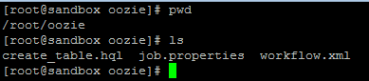 [root@sandbox oozie]# pwd
/root/oozie
[root@sandbox oozie]# ls
create_table.hql  job.properties  workflow.xml
[root@sandbox oozie]#